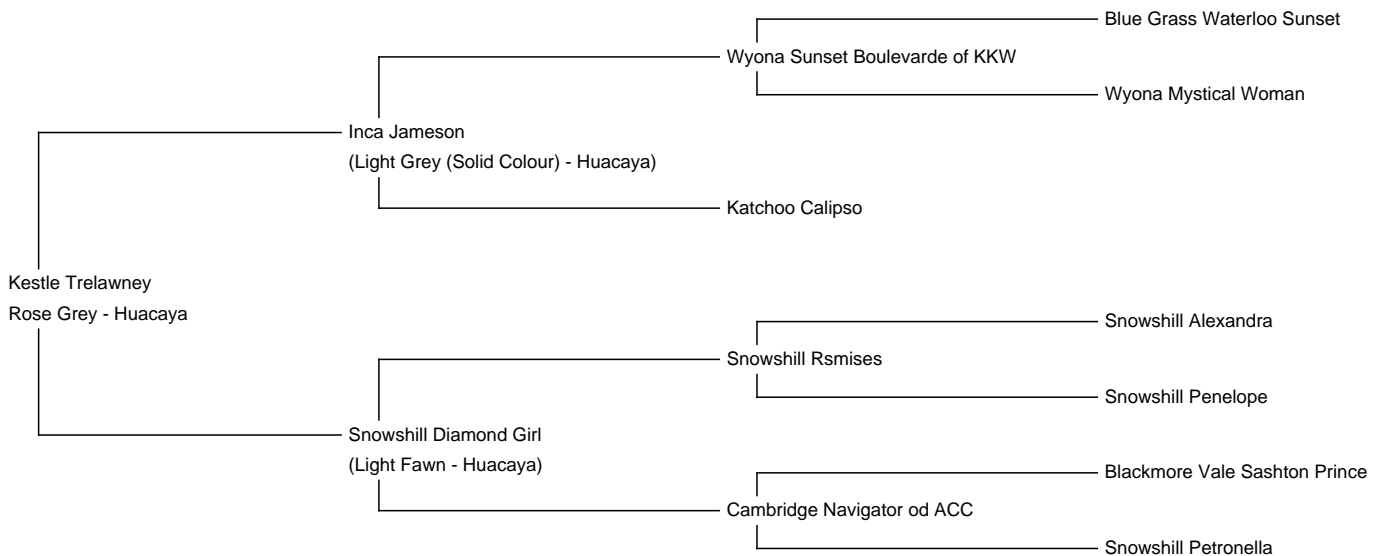 Blue Grass Waterloo Sunset
Wyona Sunset Boulevarde of KKW
Wyona Mystical Woman
Inca Jameson
(Light Grey (Solid Colour) - Huacaya)
Katchoo Calipso
Kestle Trelawney
Rose Grey - Huacaya
Snowshill Alexandra
Snowshill Rsmises
Snowshill Penelope
Snowshill Diamond Girl
(Light Fawn - Huacaya)
Blackmore Vale Sashton Prince
Cambridge Navigator od ACC
Snowshill Petronella